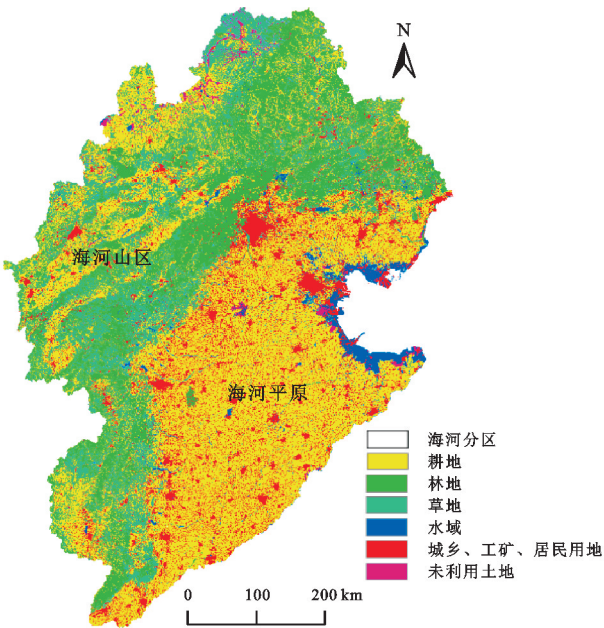 N
海河山区
海河平原
海河分区
耕地
林地
草地
水域
城乡、工矿、居民用地
未利用土地
0 100 200 km